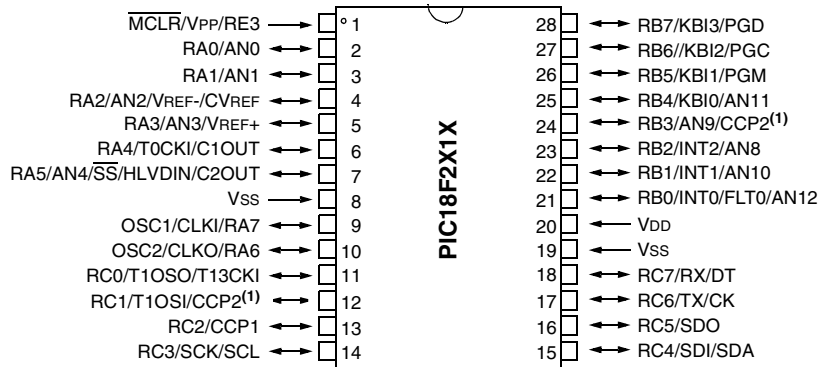 MCLR/VPP/RE3 1
RA0/AN0 2
RA1/AN1 3
RA2/AN2/VREF-/CVREF 4
RA3/AN3/VREF+ 5
RA4/T0CKI/C1OUT 6
RA5/AN4/SS/HLVDIN/C2OUT 7
VSS 8
OSC1/CLKI/RA7 9
OSC2/CLKO/RA6 10
RC0/T1OSO/T13CKI 11
RC1/T1OSI/CCP2(1) 12
RC2/CCP1 13
RC3/SCK/SCL 14
PIC18F2X1X
28 RB7/KBI3/PGD
27 RB6//KBI2/PGC
26 RB5/KBI1/PGM
25 RB4/KBI0/AN11
24 RB3/AN9/CCP2(1)
23 RB2/INT2/AN8
22 RB1/INT1/AN10
21 RB0/INT0/FLT0/AN12
20 VDD
19 VSS
18 RC7/RX/DT
17 RC6/TX/CK
16 RC5/SDO
15 RC4/SDI/SDA